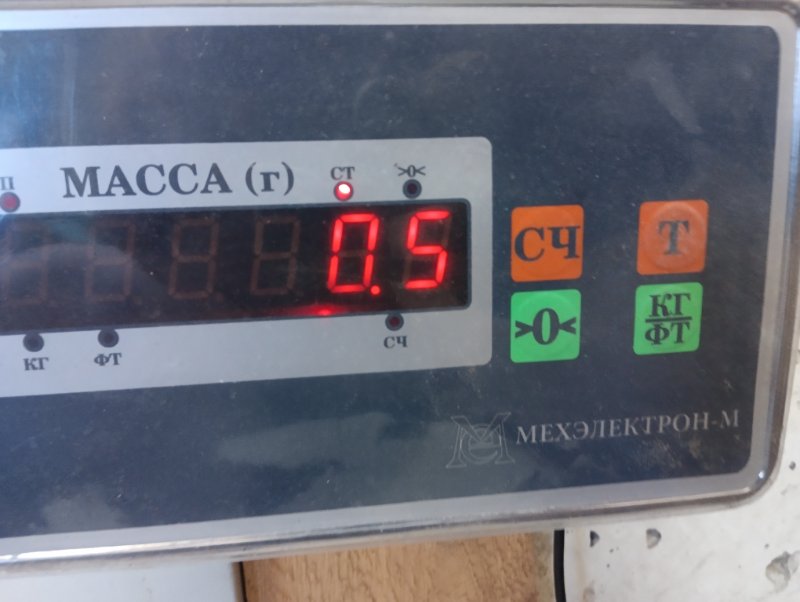 П
МАССА (г)
СТ
>0<
0.5
КГ
ФТ
СЧ
СЧ
Т
>0<
КГ
ФТ
МЕХЭЛЕКТРОН-М